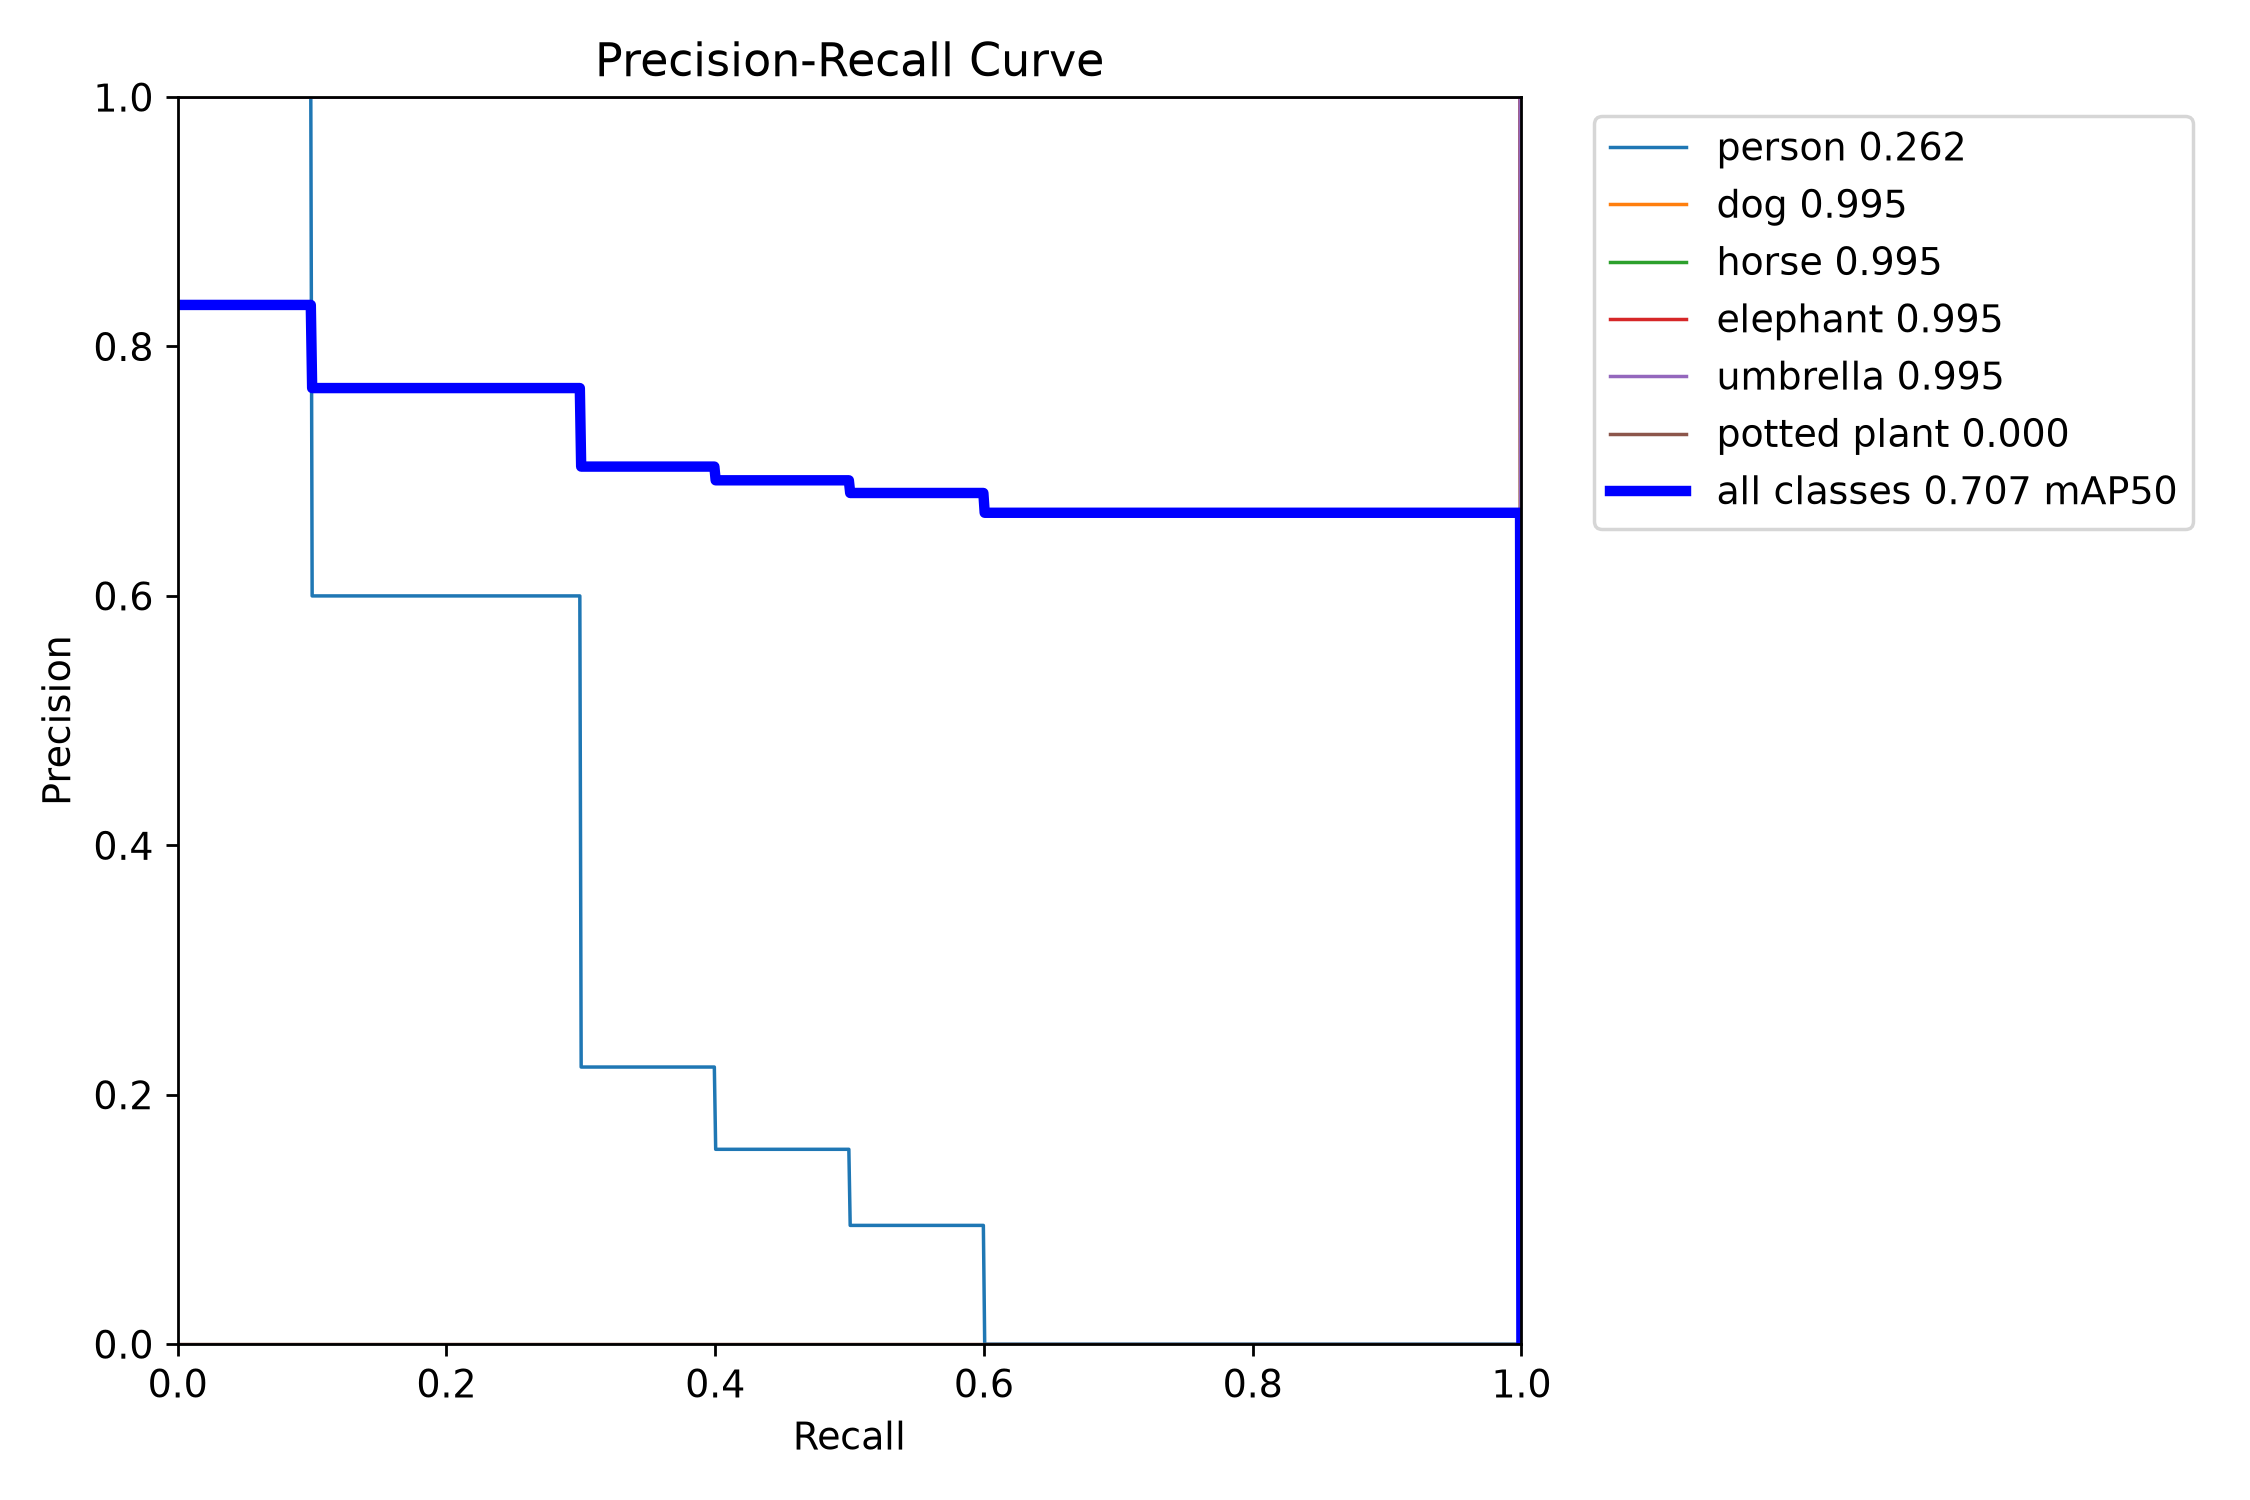 Precision-Recall Curve
1.0
0.8
0.6
0.4
0.2
0.0
Precision
0.0 0.2 0.4 0.6 0.8 1.0
Recall
person 0.262
dog 0.995
horse 0.995
elephant 0.995
umbrella 0.995
potted plant 0.000
all classes 0.707 mAP50